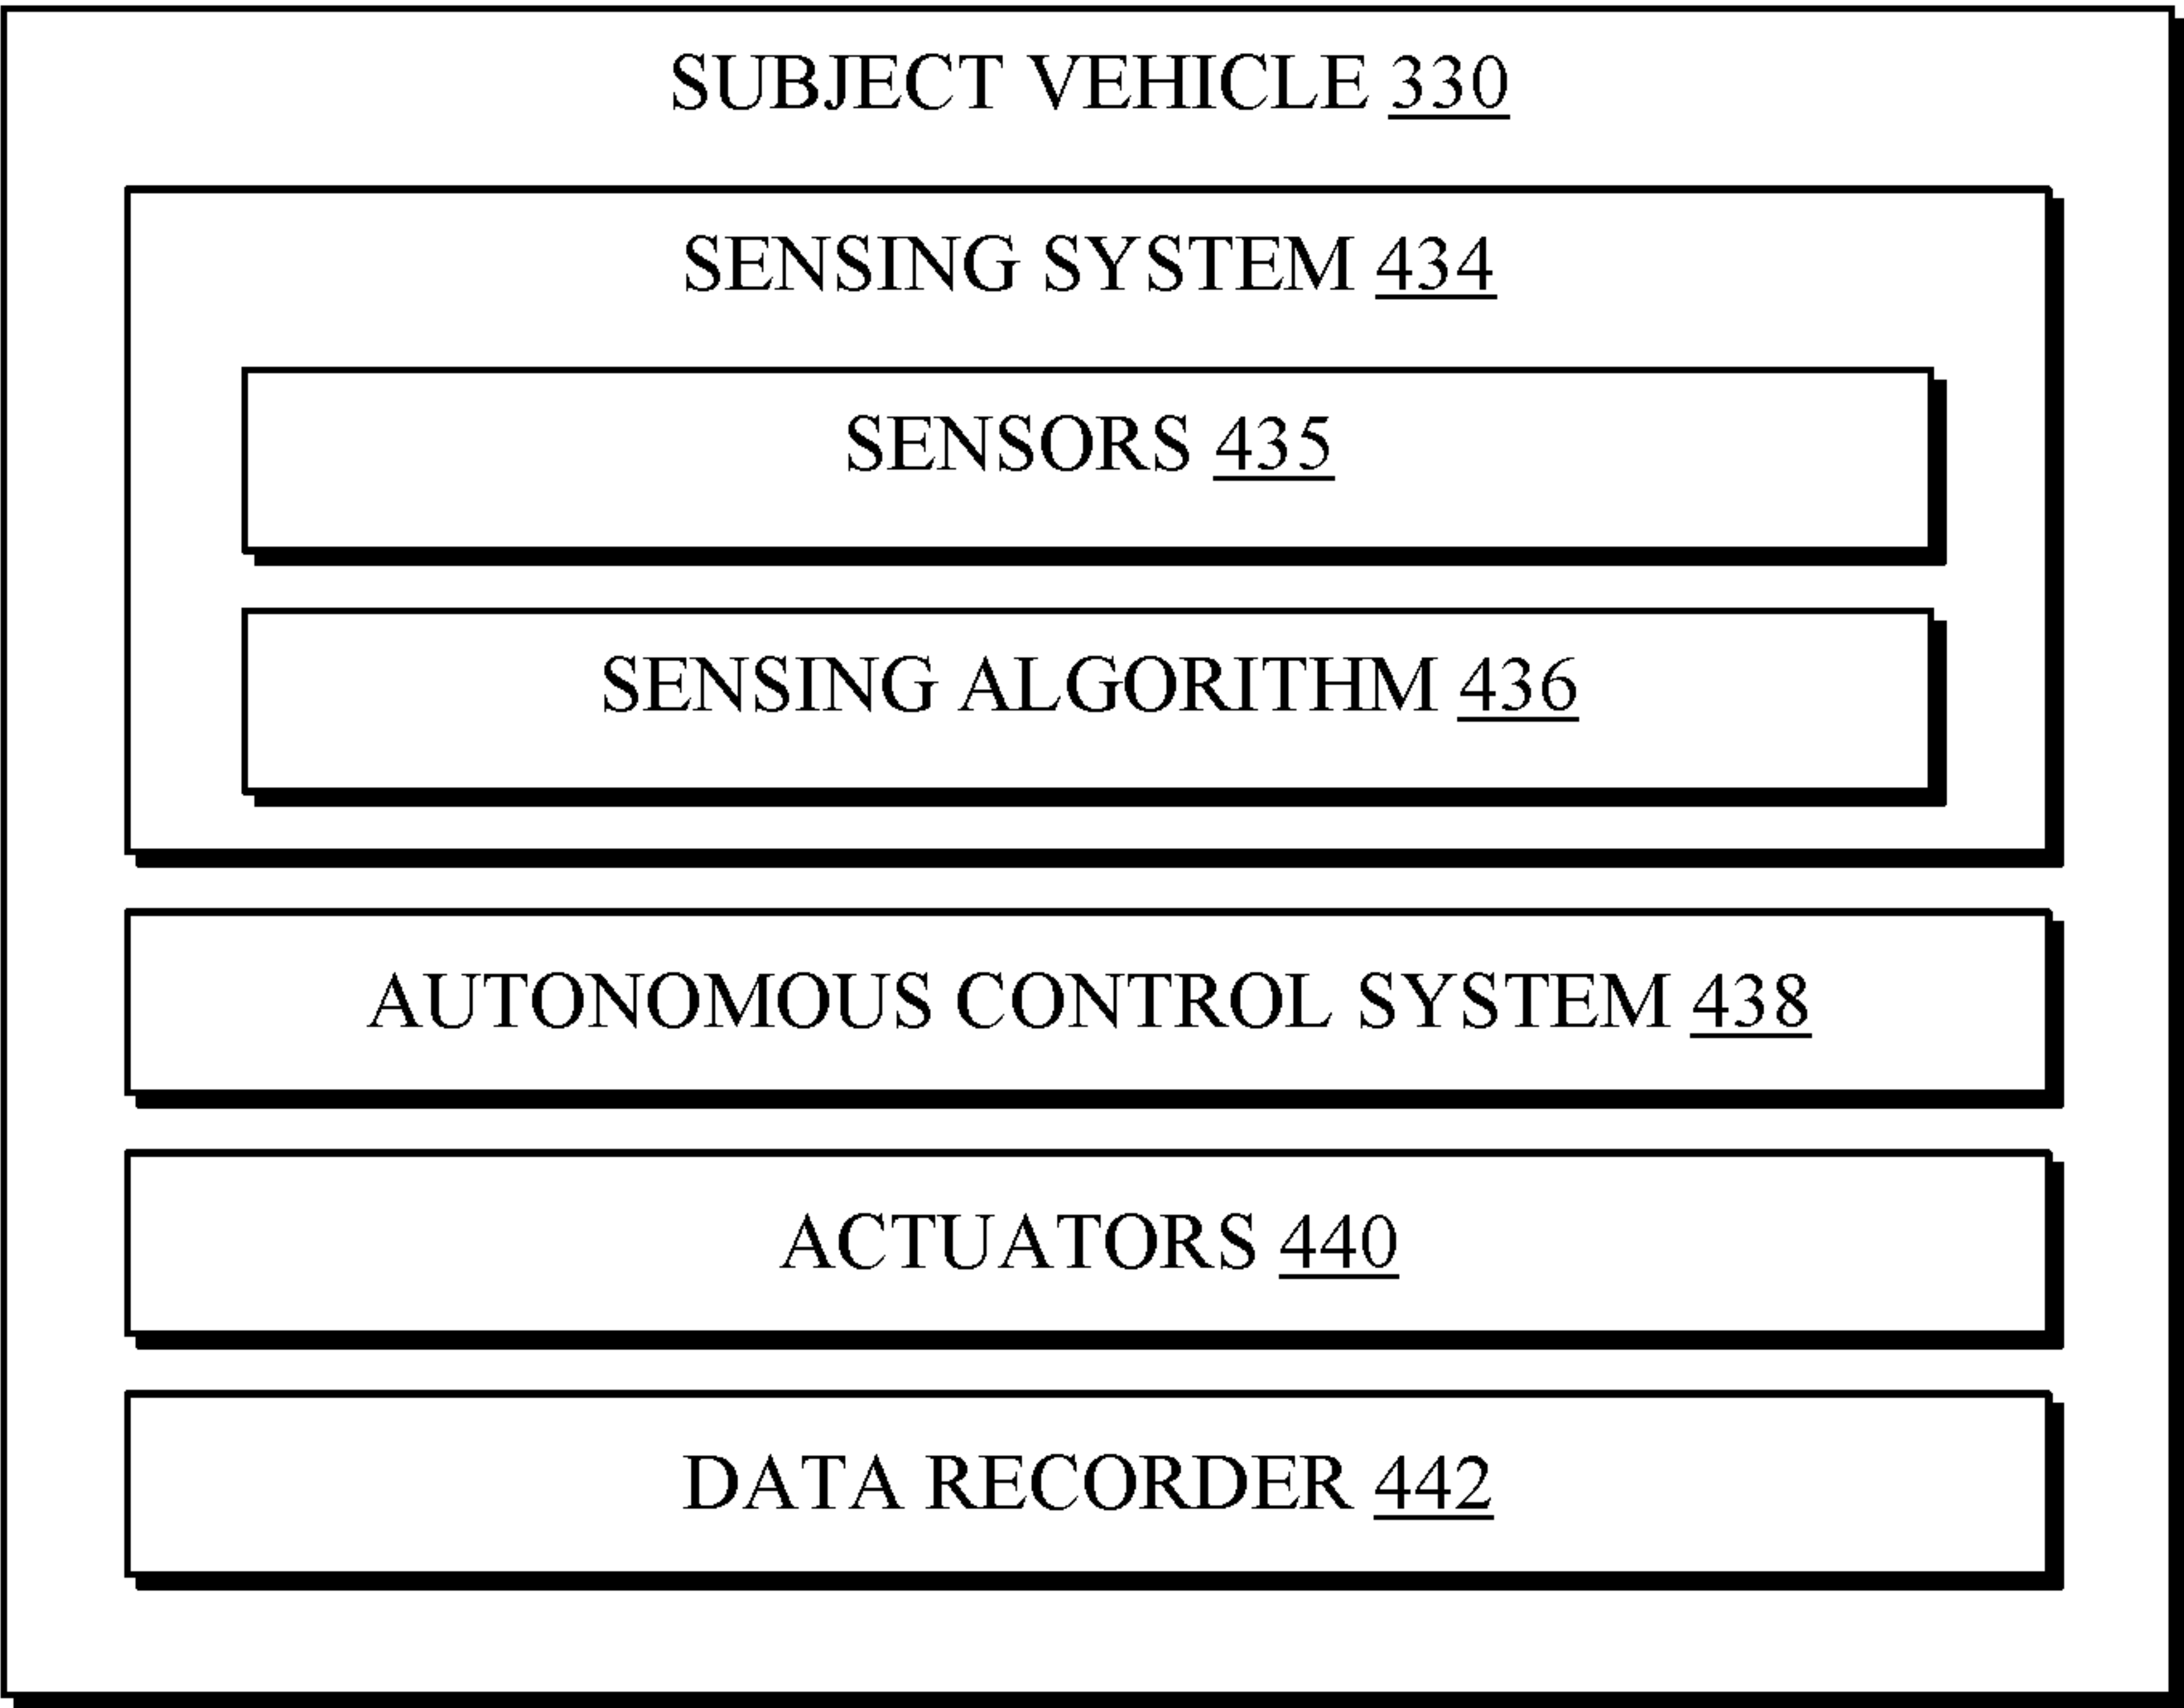 SUBJECT VEHICLE 330
SENSING SYSTEM 434
SENSORS 435
SENSING ALGORITHM 436
AUTONOMOUS CONTROL SYSTEM 438
ACTUATORS 440
DATA RECORDER 442